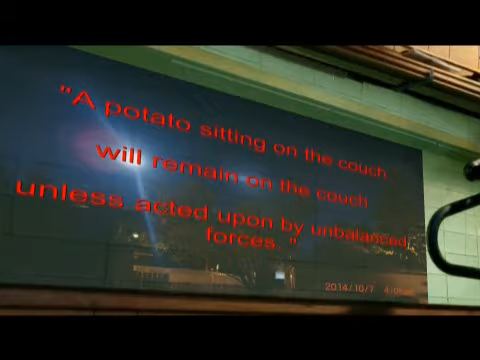 "A potato sitting on the couch
will remain on the couch
unless acted upon by unbalanced
forces. "
2014/10/7